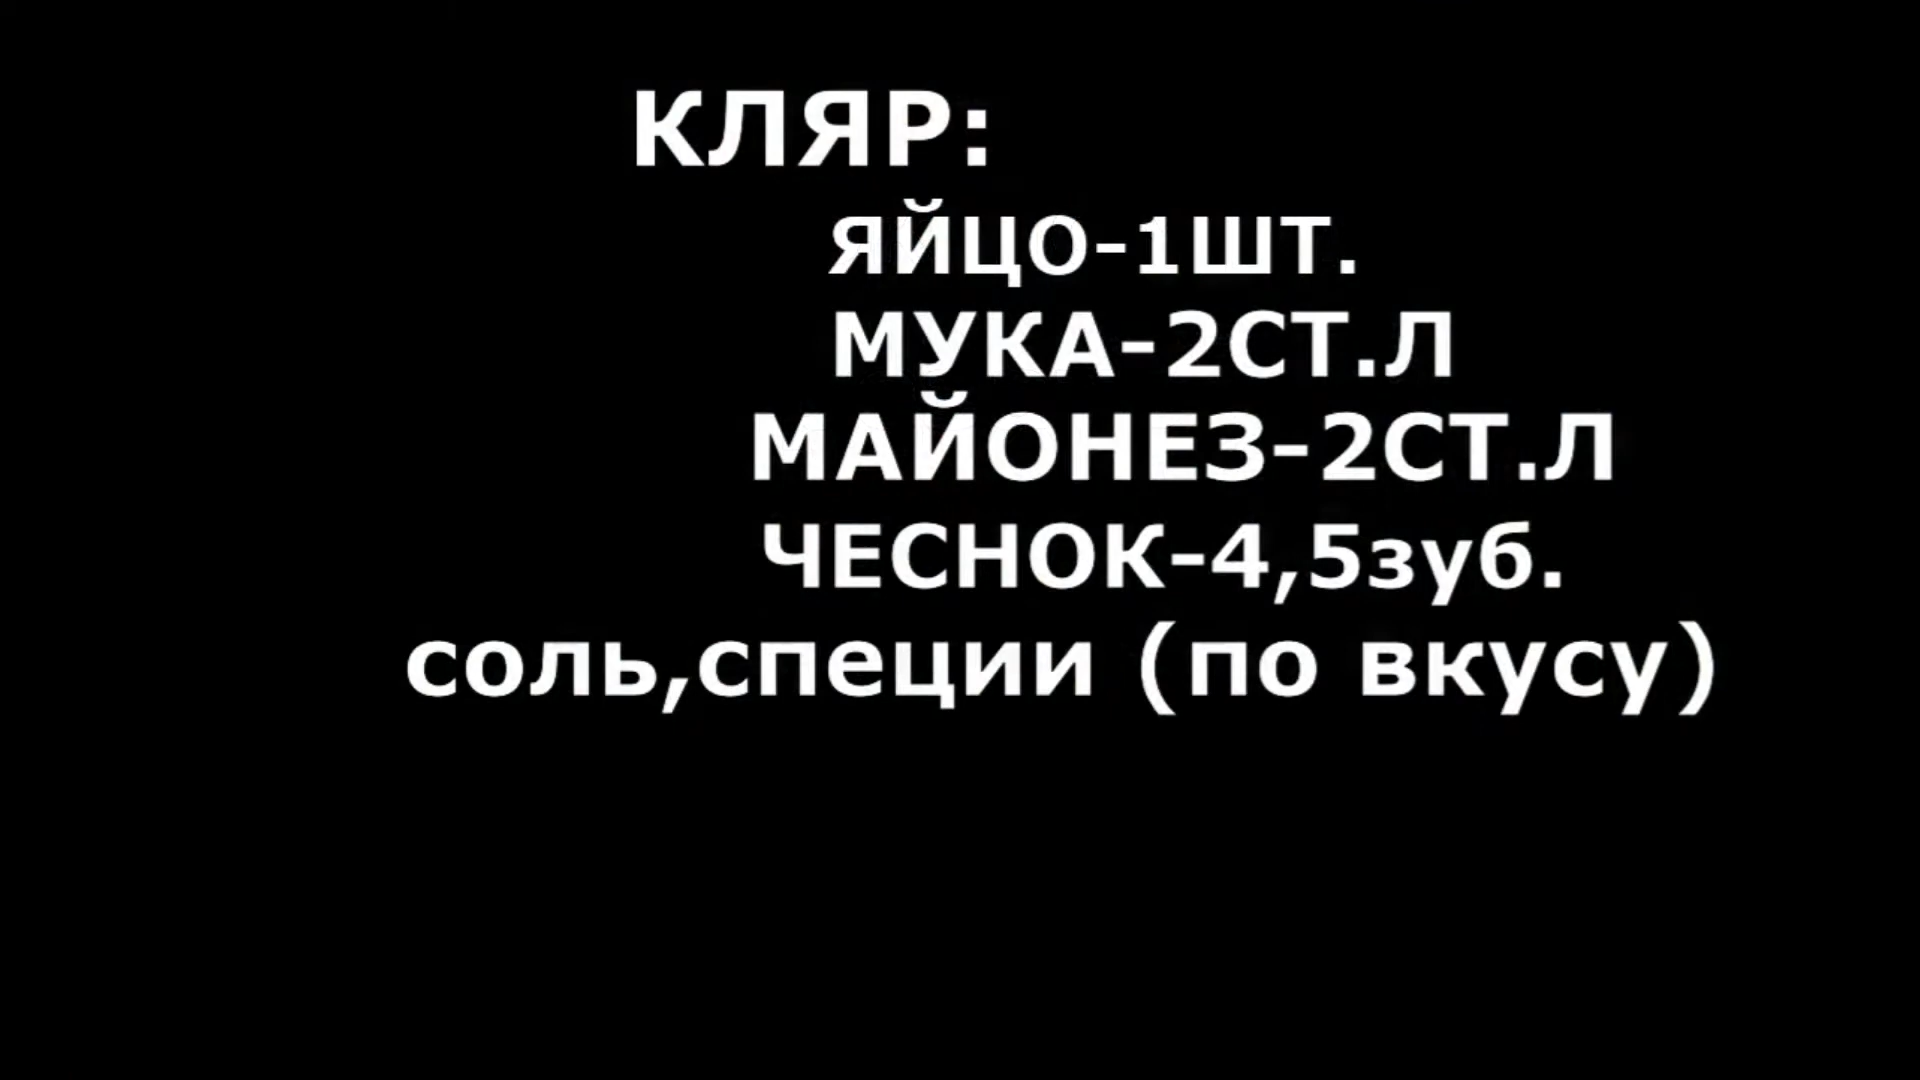 КЛЯР:
ЯЙЦО-1ШТ.
МУКА-2СТ.Л
МАЙОНЕЗ-2СТ.Л
ЧЕСНОК-4,5зуб.
соль,специи (по вкусу)